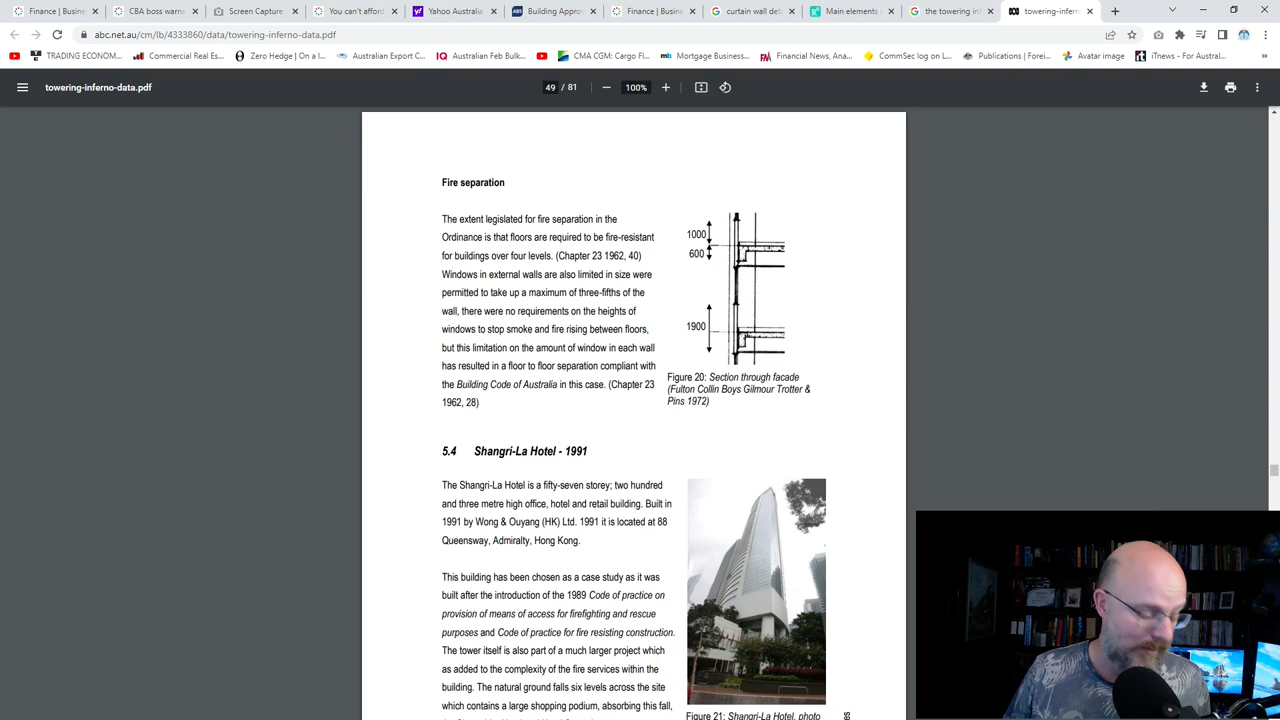 Finance | Busines
CBA boss warns
Screen Capture
You can't afford
Yahoo Australia
Building Approv
Finance | Busines
curtain wall deta
Main elements
the towering inf
towering-inferno
abc.net.au/cm/lb/4333860/data/towering-inferno-data.pdf
TRADING ECONOM...
Commercial Real Es...
Zero Hedge | On a l...
Australian Export C...
Australian Feb Bulk...
CMA CGM: Cargo Fl...
Mortgage Business...
Financial News, Ana...
CommSec log on Lo...
Publications | Forei...
Avatar image
iTnews - For Austral...
towering-inferno-data.pdf
49 / 81
100%
Fire separation
The extent legislated for fire separation in the
Ordinance is that floors are required to be fire-resistant
for buildings over four levels. (Chapter 23 1962, 40)
Windows in external walls are also limited in size were
permitted to take up a maximum of three-fifths of the
wall, there were no requirements on the heights of
windows to stop smoke and fire rising between floors,
but this limitation on the amount of window in each wall
has resulted in a floor to floor separation compliant with
the Building Code of Australia in this case. (Chapter 23
1962, 28)
1000
600
1900
Figure 20: Section through facade
(Fulton Collin Boys Gilmour Trotter &
Pins 1972)
5.4 Shangri-La Hotel - 1991
The Shangri-La Hotel is a fifty-seven storey; two hundred
and three metre high office, hotel and retail building. Built in
1991 by Wong & Ouyang (HK) Ltd. 1991 it is located at 88
Queensway, Admiralty, Hong Kong.
This building has been chosen as a case study as it was
built after the introduction of the 1989 Code of practice on
provision of means of access for firefighting and rescue
purposes and Code of practice for fire resisting construction.
The tower itself is also part of a much larger project which
as added to the complexity of the fire services within the
building. The natural ground falls six levels across the site
which contains a large shopping podium, absorbing this fall,
Figure 21: Shangri-La Hotel, photo